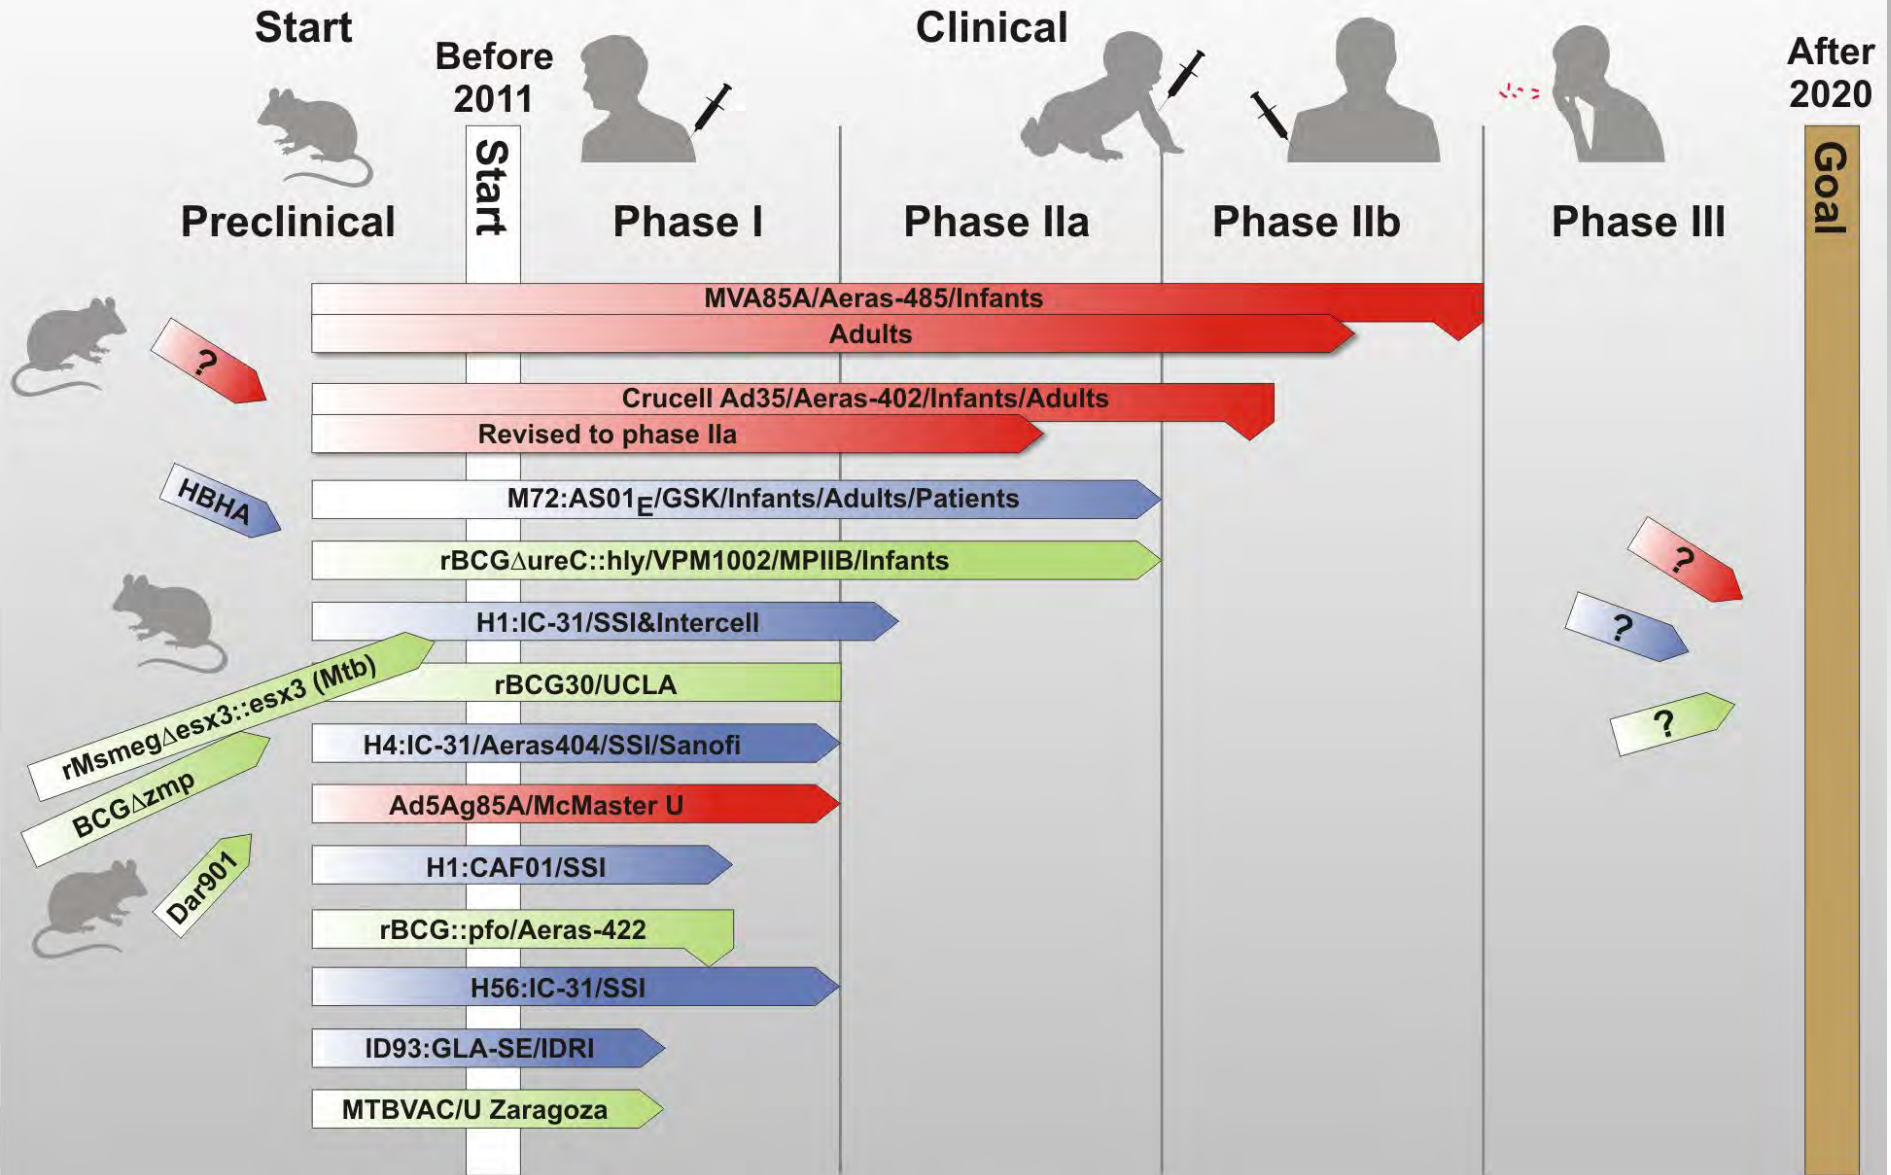 Start
Clinical
Before
2011
After
2020
Start
Goal
Preclinical
Phase I
Phase IIa
Phase IIb
Phase III
MVA85A/Aeras-485/Infants
Adults
?
Crucell Ad35/Aeras-402/Infants/Adults
Revised to phase IIa
HBHA
M72:AS01E/GSK/Infants/Adults/Patients
rBCGΔureC::hly/VPM1002/MPIIB/Infants
?
?
?
H1:IC-31/SSI&Intercell
rMsmegΔesx3::esx3 (Mtb)
rBCG30/UCLA
H4:IC-31/Aeras404/SSI/Sanofi
BCGΔzmp
Ad5Ag85A/McMaster U
H1:CAF01/SSI
Dar901
rBCG::pfo/Aeras-422
H56:IC-31/SSI
ID93:GLA-SE/IDRI
MTBVAC/U Zaragoza